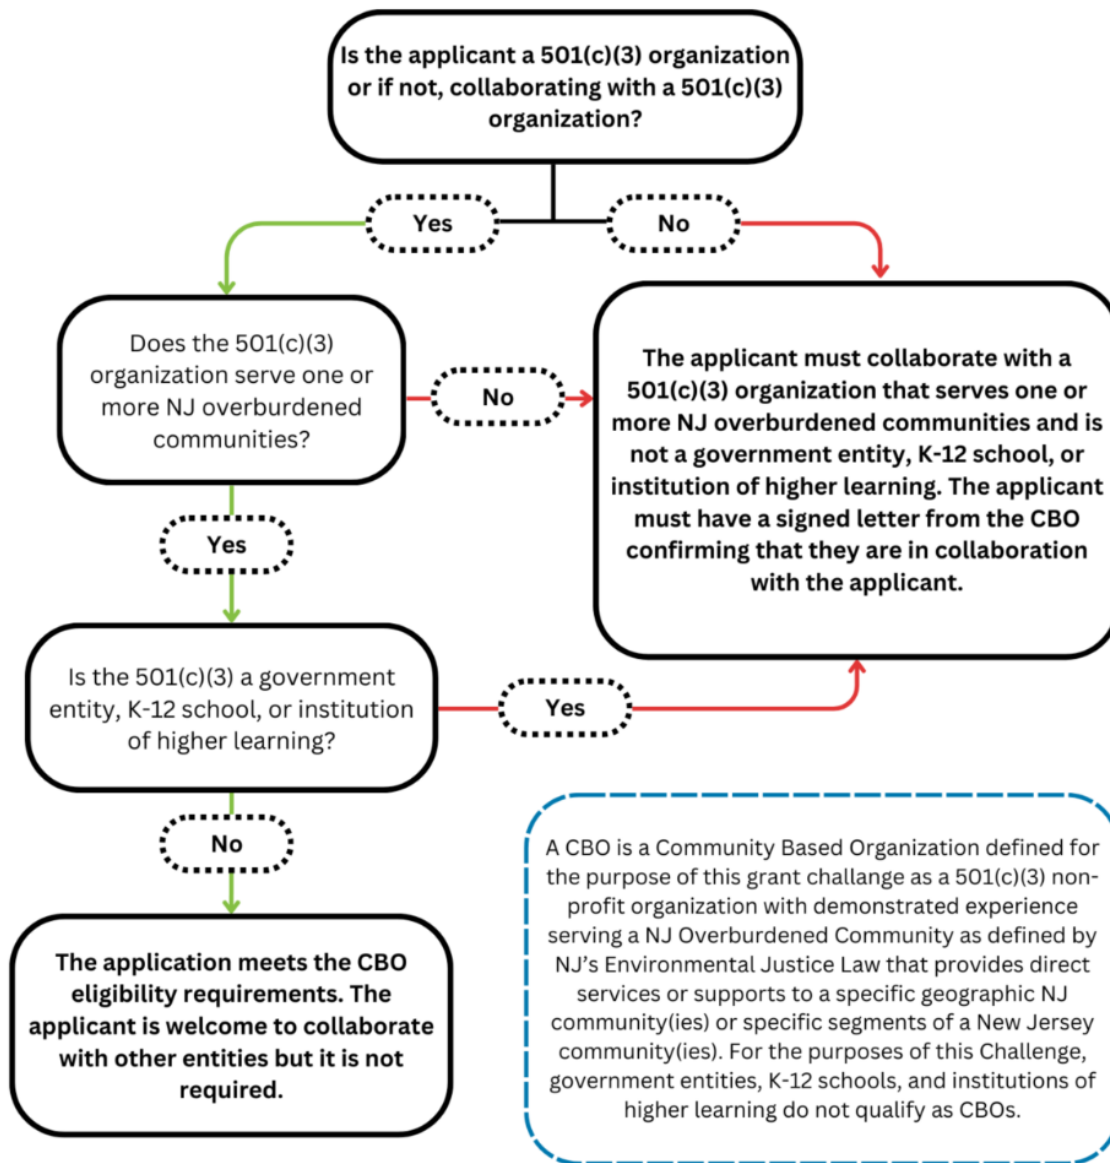 Is the applicant a 501(c)(3) organization
or if not, collaborating with a 501(c)(3)
organization?
Yes
No
Does the 501(c)(3)
organization serve one or
more NJ overburdened
communities?
No
The applicant must collaborate with a
501(c)(3) organization that serves one or
more NJ overburdened communities and is
not a government entity, K-12 school, or
institution of higher learning. The applicant
must have a signed letter from the CBO
confirming that they are in collaboration
with the applicant.
Yes
Is the 501(c)(3) a government
entity, K-12 school, or institution
of higher learning?
Yes
No
The application meets the CBO
eligibility requirements. The
applicant is welcome to collaborate
with other entities but it is not
required.
A CBO is a Community Based Organization defined for
the purpose of this grant challange as a 501(c)(3) non-
profit organization with demonstrated experience
serving a NJ Overburdened Community as defined by
NJ’s Environmental Justice Law that provides direct
services or supports to a specific geographic NJ
community(ies) or specific segments of a New Jersey
community(ies). For the purposes of this Challenge,
government entities, K-12 schools, and institutions of
higher learning do not qualify as CBOs.